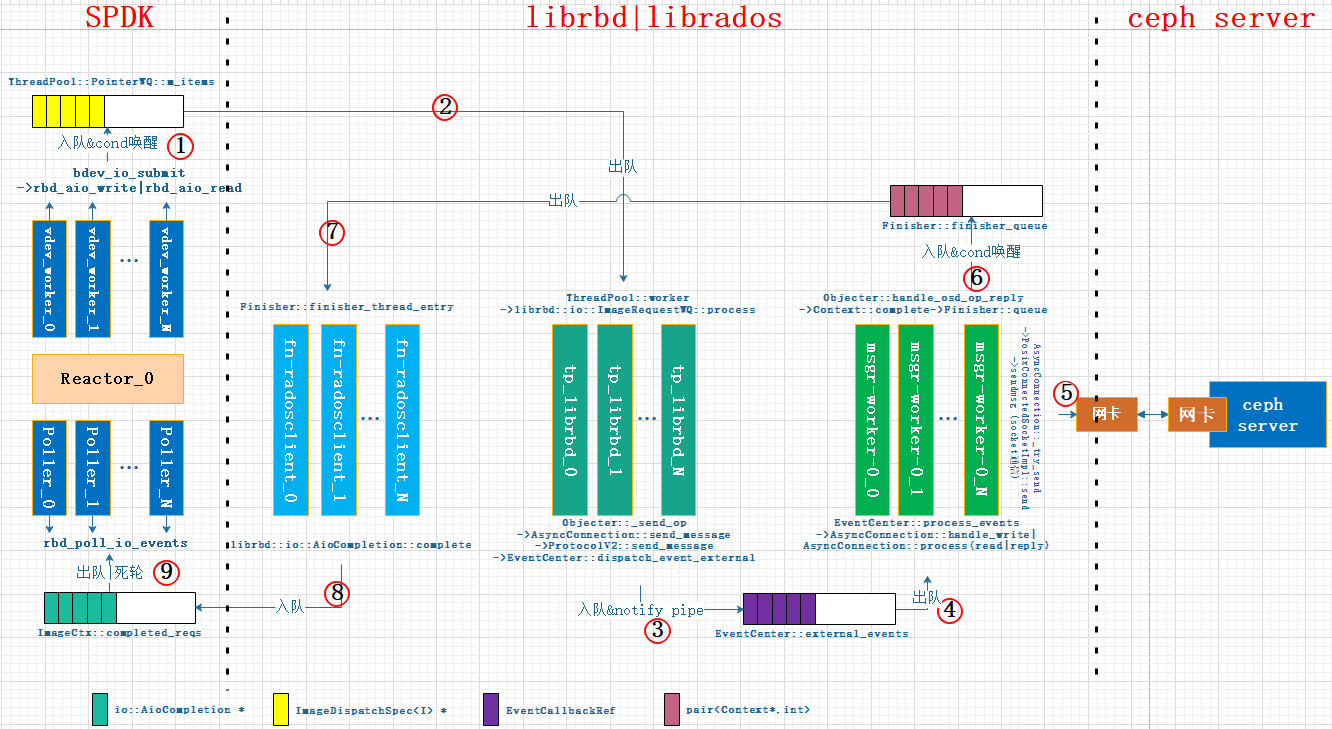 SPDK
librbd|librados
ceph server
ThreadPool::PointerWQ::m_items
入队&cond唤醒
①
bdev_io_submit
->rbd_aio_write|rbd_aio_read
vdev_worker_0
vdev_worker_1
...
vdev_worker_N
Reactor_0
Poller_0
Poller_1
...
Poller_N
rbd_poll_io_events
出队|死轮
⑨
ImageCtx::completed_reqs
②
出队
出队
⑦
Finisher::finisher_thread_entry
fn-radosclient_0
fn-radosclient_1
...
fn-radosclient_N
librbd::io::AioCompletion::complete
⑧
入队
ThreadPool::worker
->librbd::io::ImageRequestWQ::process
tp_librbd_0
tp_librbd_1
...
tp_librbd_N
Objecter::_send_op
->AsyncConnection::send_message
->ProtocolV2::send_message
->EventCenter::dispatch_event_external
入队&notify pipe
③
EventCenter::external_events
Finisher::finisher_queue
入队&cond唤醒
⑥
Objecter::handle_osd_op_reply
->Context::complete->Finisher::queue
msgr-worker-0_0
msgr-worker-0_1
...
msgr-worker-0_N
AsyncConnection::_try_send
->PosixConnectedSocketImpl::send
->sendmsg (socket通信)
EventCenter::process_events
->AsyncConnection::handle_write|
AsyncConnection::process(read|reply)
出队
④
⑤
网卡
网卡
ceph
server
io::AioCompletion *
ImageDispatchSpec<I> *
EventCallbackRef
pair<Context*,int>